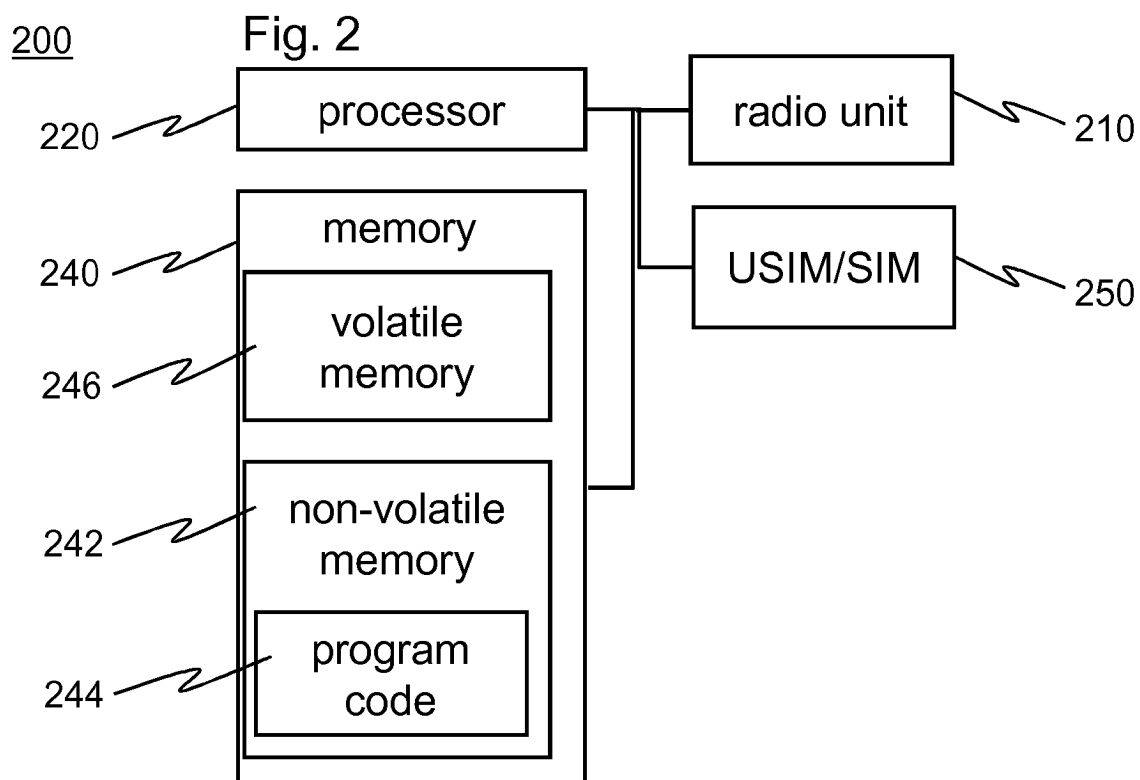 200
Fig. 2
processor
radio unit
220
210
memory
240
USIM/SIM
250
volatile
memory
246
non-volatile
memory
242
program
code
244